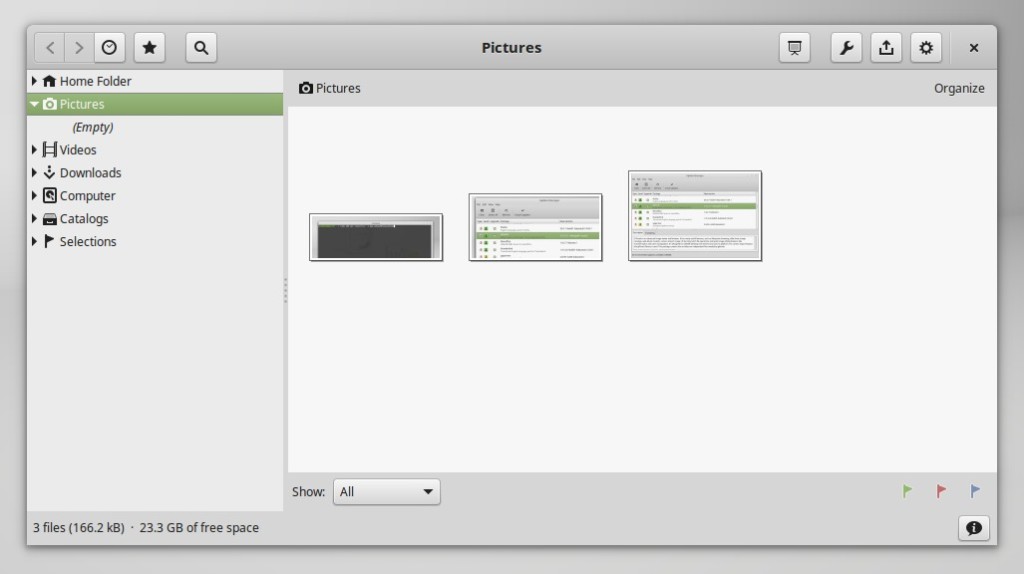 Pictures
Home Folder
Pictures
(Empty)
Videos
Downloads
Computer
Catalogs
Selections
Pictures
Organize
Show: All
3 files (166.2 kB) · 23.3 GB of free space